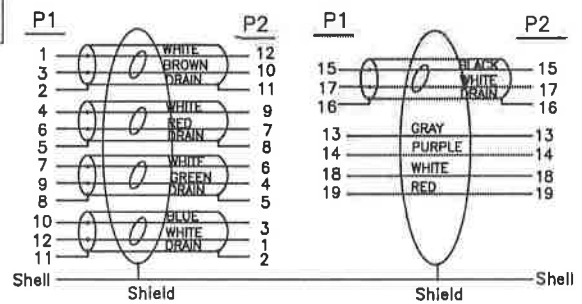 P1 P2
1 WHITE 12
3 BROWN 10
2 DRAIN 11
4 WHITE 9
6 RED 7
5 DRAIN 8
7 WHITE 6
9 GREEN 4
8 DRAIN 5
10 BLUE 3
12 WHITE 1
11 DRAIN 2
Shell
Shield
P1 P2
15 BLACK 15
17 WHITE 17
16 DRAIN 16
13 GRAY 13
14 PURPLE 14
18 WHITE 18
19 RED 19
Shell
Shield